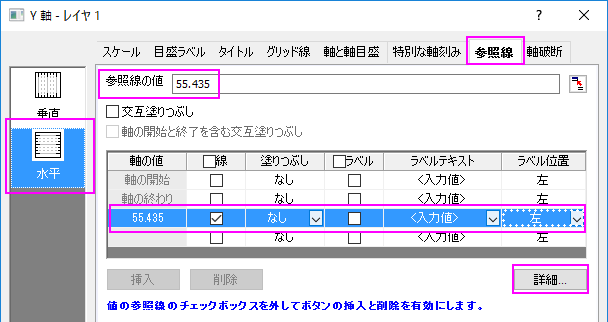 Y 軸 - レイヤ 1
? ×
スケール 目盛ラベル タイトル グリッド線 軸と軸目盛 特別な軸刻み 参照線 軸破断
垂直
水平
参照線の値 55.435
交互塗りつぶし
軸の開始と終了を含む交互塗りつぶし
軸の値 線 塗りつぶし ラベル ラベルテキスト ラベル位置
軸の開始 なし <入力値> 左
軸の終わり なし <入力値> 左
55.435 なし <入力値> 左
なし <入力値> 左
挿入 削除 詳細...
値の参照線のチェックボックスを外してボタンの挿入と削除を有効にします。